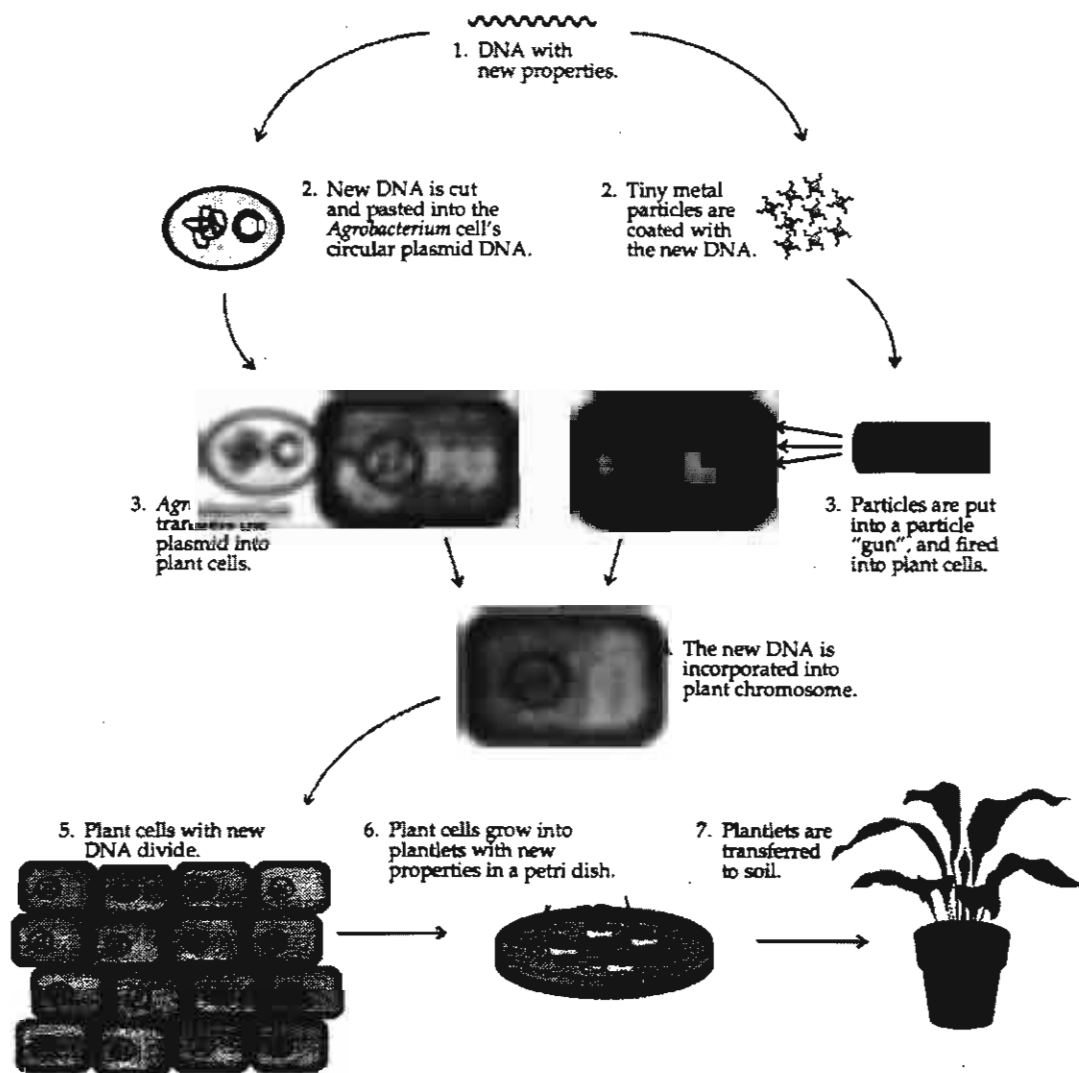 1. DNA with
new properties.
2. New DNA is cut
and pasted into the
Agrobacterium cell's
circular plasmid DNA.
2. Tiny metal
particles are
coated with
the new DNA.
3.
the
plasmid into
plant cells.
3. Particles are put
into a particle
"gun", and fired
into plant cells.
The new DNA is
incorporated into
plant chromosome.
5. Plant cells with new
DNA divide.
6. Plant cells grow into
plantlets with new
properties in a petri dish.
7. Plantlets are
transferred
to soil.